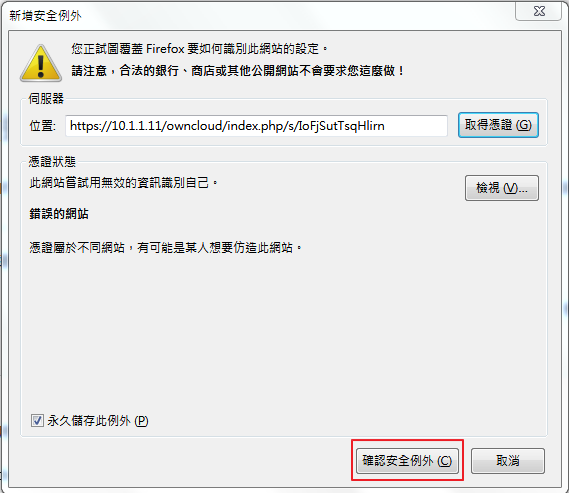 新增安全例外
您正試圖覆蓋 Firefox 要如何識別此網站的設定。
請注意，合法的銀行、商店或其他公開網站不會要求您這麼做！
伺服器
位置: https://10.1.1.11/owncloud/index.php/s/IoFjSutTsqHlirn 取得憑證 (G)
憑證狀態
此網站嘗試用無效的資訊識別自己。 檢視 (V)...
錯誤的網站
憑證屬於不同網站，有可能是某人想要仿造此網站。
永久儲存此例外 (P)
確認安全例外 (C) 取消